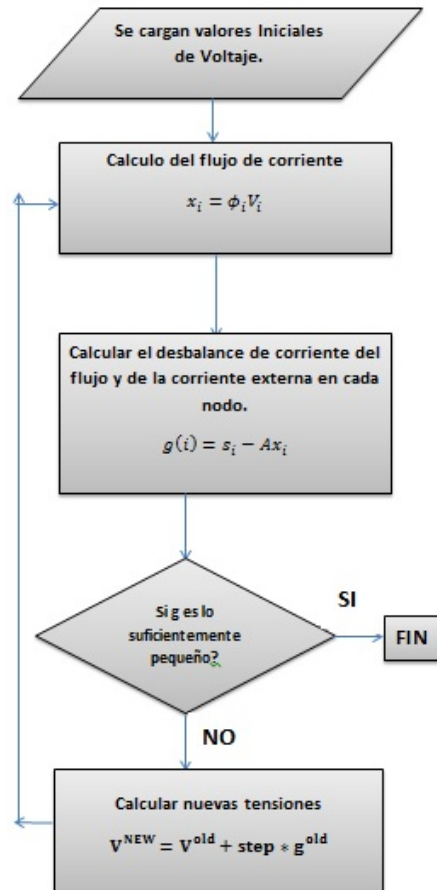 Se cargan valores Iniciales
de Voltaje.
Calculo del flujo de corriente
x_i = ϕ_i V_i
Calcular el desbalance de corriente del
flujo y de la corriente externa en cada
nodo.
g(i) = s_i − Ax_i
Si g es lo
suficientemente
pequeño?
SI
FIN
NO
Calcular nuevas tensiones
V^NEW = V^old + step ∗ g^old